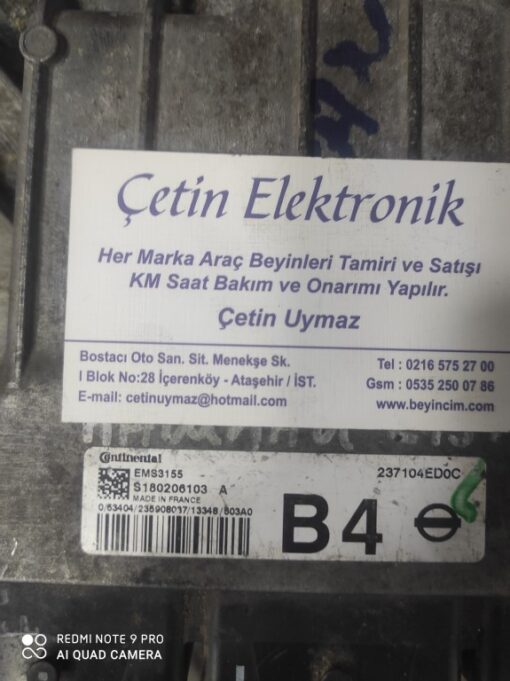 Çetin Elektronik
Her Marka Araç Beyinleri Tamiri ve Satışı
KM Saat Bakım ve Onarımı Yapılır.
Çetin Uymaz
Bostacı Oto San. Sit. Menekşe Sk.
I Blok No:28 İçerenköy - Ataşehir / İST.
E-mail: cetinuymaz@hotmail.com
Tel : 0216 575 27 00
Gsm : 0535 250 07 86
www.beyincim.com
Continental
EMS3155
S180206103 A
MADE IN FRANCE
237104ED0C
B4
REDMI NOTE 9 PRO
AI QUAD CAMERA